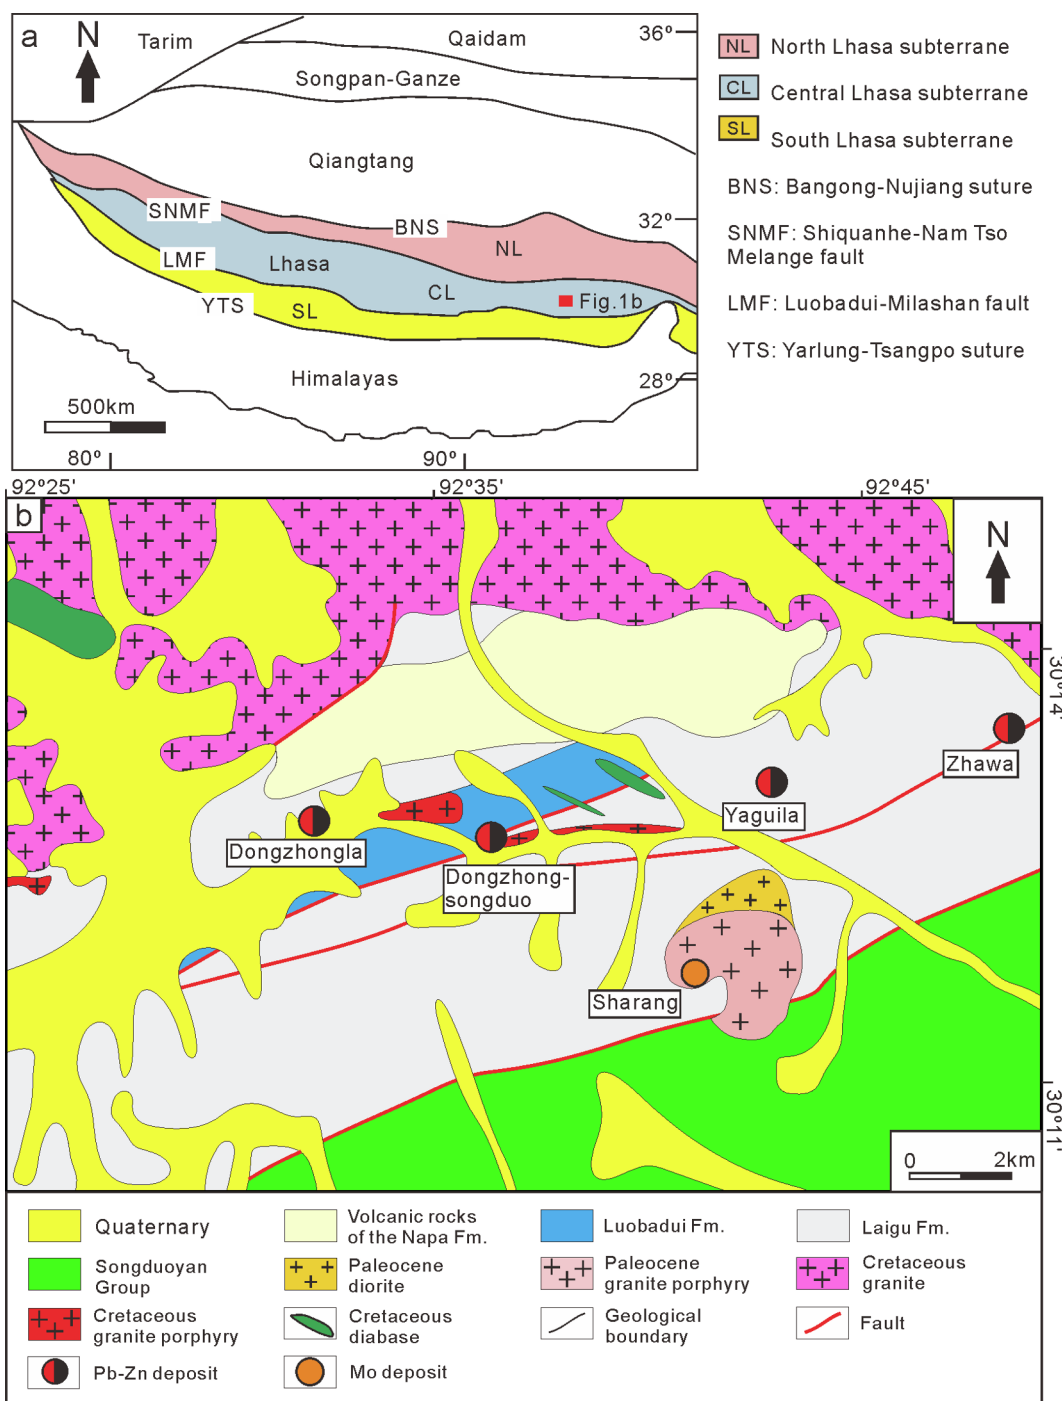 a
N
Tarim
Qaidam
36°
Songpan-Ganze
Qiangtang
32°
SNMF
BNS
NL
LMF
Lhasa
CL
Fig.1b
YTS
SL
Himalayas
28°
500km
80°
90°
NL North Lhasa subterrane
CL Central Lhasa subterrane
SL South Lhasa subterrane
BNS: Bangong-Nujiang suture
SNMF: Shiquanhe-Nam Tso
Melange fault
LMF: Luobadui-Milashan fault
YTS: Yarlung-Tsangpo suture
92°25'
92°35'
92°45'
b
N
30°14'
Zhawa
Yaguila
Dongzhongla
Dongzhong-
songduo
Sharang
30°11'
0 2km
Quaternary
Volcanic rocks
of the Napa Fm.
Luobadui Fm.
Laigu Fm.
Songduoyan
Group
Paleocene
diorite
Paleocene
granite porphyry
Cretaceous
granite
Cretaceous
granite porphyry
Cretaceous
diabase
Geological
boundary
Fault
Pb-Zn deposit
Mo deposit